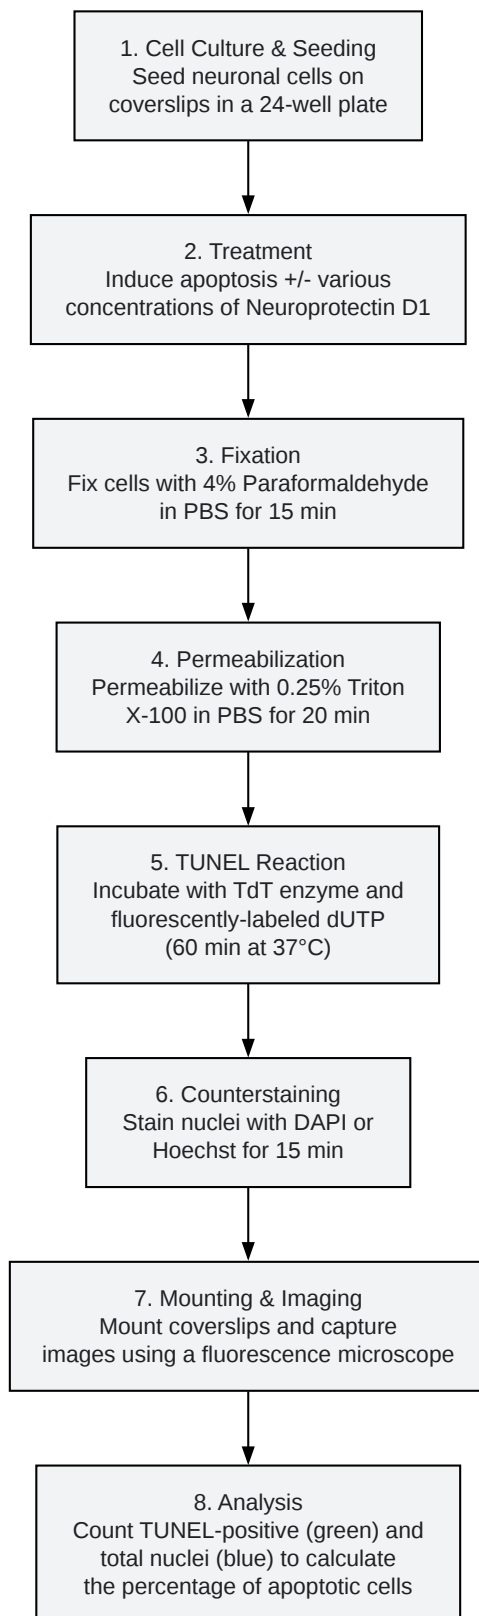 1. Cell Culture & Seeding
Seed neuronal cells on
coverslips in a 24-well plate
2. Treatment
Induce apoptosis +/- various
concentrations of Neuroprotectin D1
3. Fixation
Fix cells with 4% Paraformaldehyde
in PBS for 15 min
4. Permeabilization
Permeabilize with 0.25% Triton
X-100 in PBS for 20 min
5. TUNEL Reaction
Incubate with TdT enzyme and
fluorescently-labeled dUTP
(60 min at 37°C)
6. Counterstaining
Stain nuclei with DAPI or
Hoechst for 15 min
7. Mounting & Imaging
Mount coverslips and capture
images using a fluorescence microscope
8. Analysis
Count TUNEL-positive (green) and
total nuclei (blue) to calculate
the percentage of apoptotic cells